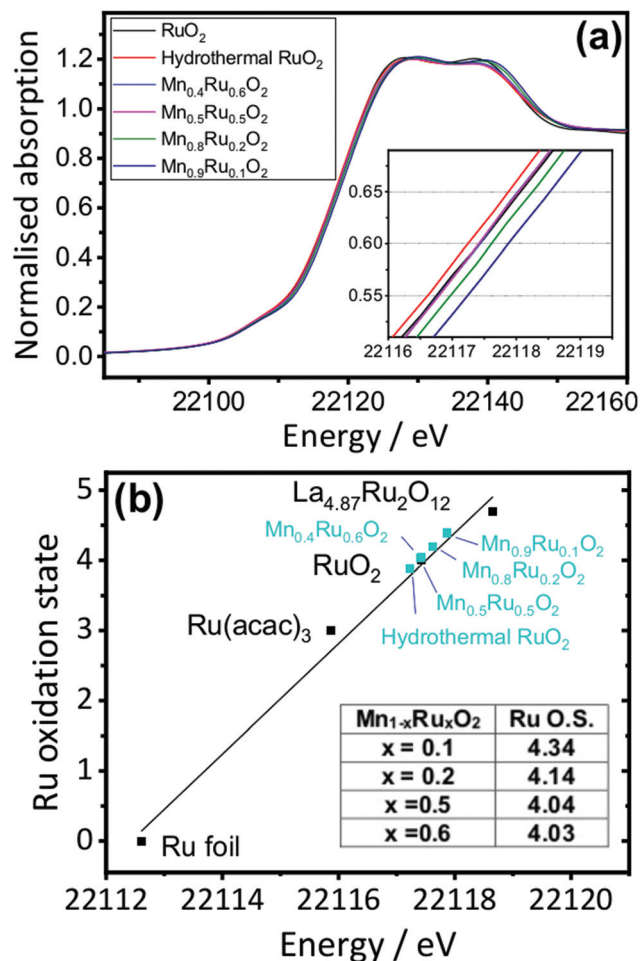 (a)
RuO₂
Hydrothermal RuO₂
Mn₀.₄Ru₀.₆O₂
Mn₀.₅Ru₀.₅O₂
Mn₀.₈Ru₀.₂O₂
Mn₀.₉Ru₀.₁O₂
Normalised absorption
1.2
1.0
0.8
0.6
0.4
0.2
0.0
0.65
0.60
0.55
22116 22117 22118 22119
22100 22120 22140 22160
Energy / eV
(b)
Ru oxidation state
5
4
3
2
1
0
La₄.₈₇Ru₂O₁₂
Mn₀.₄Ru₀.₆O₂
RuO₂
Mn₀.₉Ru₀.₁O₂
Mn₀.₈Ru₀.₂O₂
Mn₀.₅Ru₀.₅O₂
Hydrothermal RuO₂
Ru(acac)₃
Ru foil
Mn₁₋ₓRuₓO₂ Ru O.S.
x = 0.1 4.34
x = 0.2 4.14
x =0.5 4.04
x =0.6 4.03
22112 22114 22116 22118 22120
Energy / eV